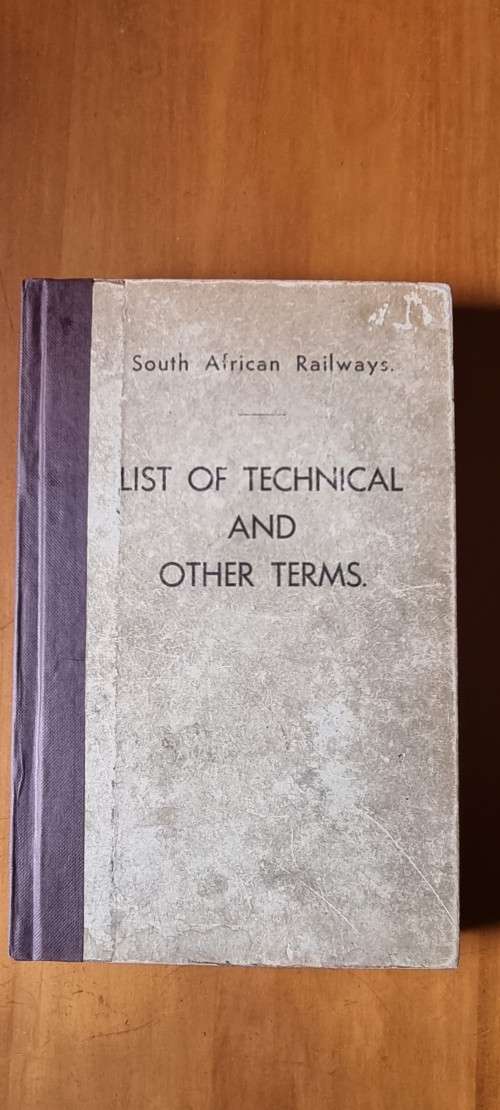 South African Railways.
LIST OF TECHNICAL
AND
OTHER TERMS.